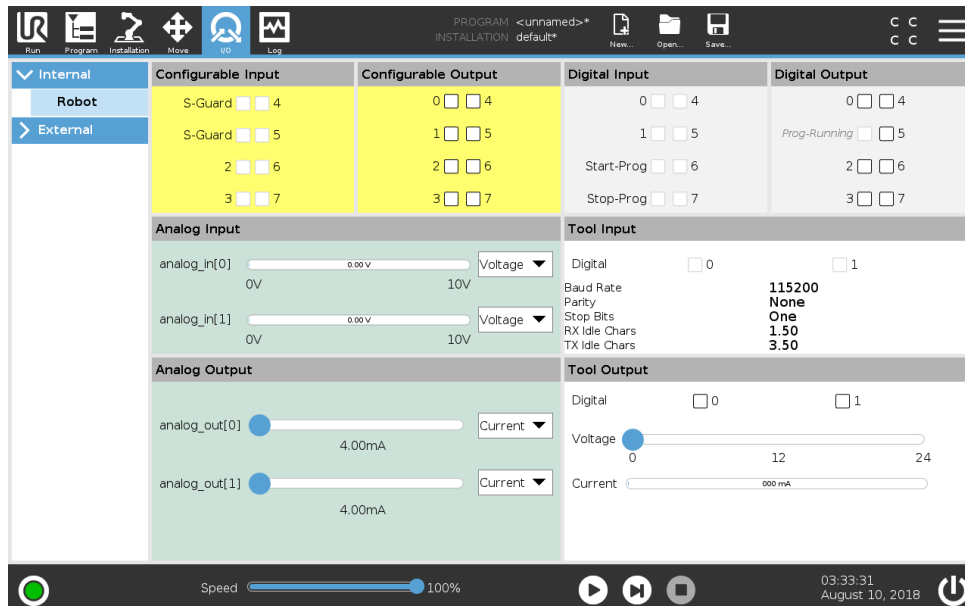 PROGRAM <unnamed>*
INSTALLATION default*
UR
Run Program Installation Move I/O Log New... Open... Save...
C C
C C
Internal
Robot
External
Configurable Input
S-Guard 4
S-Guard 5
2 6
3 7
Configurable Output
0 4
1 5
2 6
3 7
Digital Input
0 4
1 5
Start-Prog 6
Stop-Prog 7
Digital Output
0 4
Prog-Running 5
2 6
3 7
Analog Input
analog_in[0] 0.00 V Voltage
0V 10V
analog_in[1] 0.00 V Voltage
0V 10V
Tool Input
Digital 0 1
Baud Rate 115200
Parity None
Stop Bits One
RX Idle Chars 1.50
TX Idle Chars 3.50
Analog Output
analog_out[0] Current
4.00mA
analog_out[1] Current
4.00mA
Tool Output
Digital 0 1
Voltage
0 12 24
Current 000 mA
Speed 100%
03:33:31
August 10, 2018